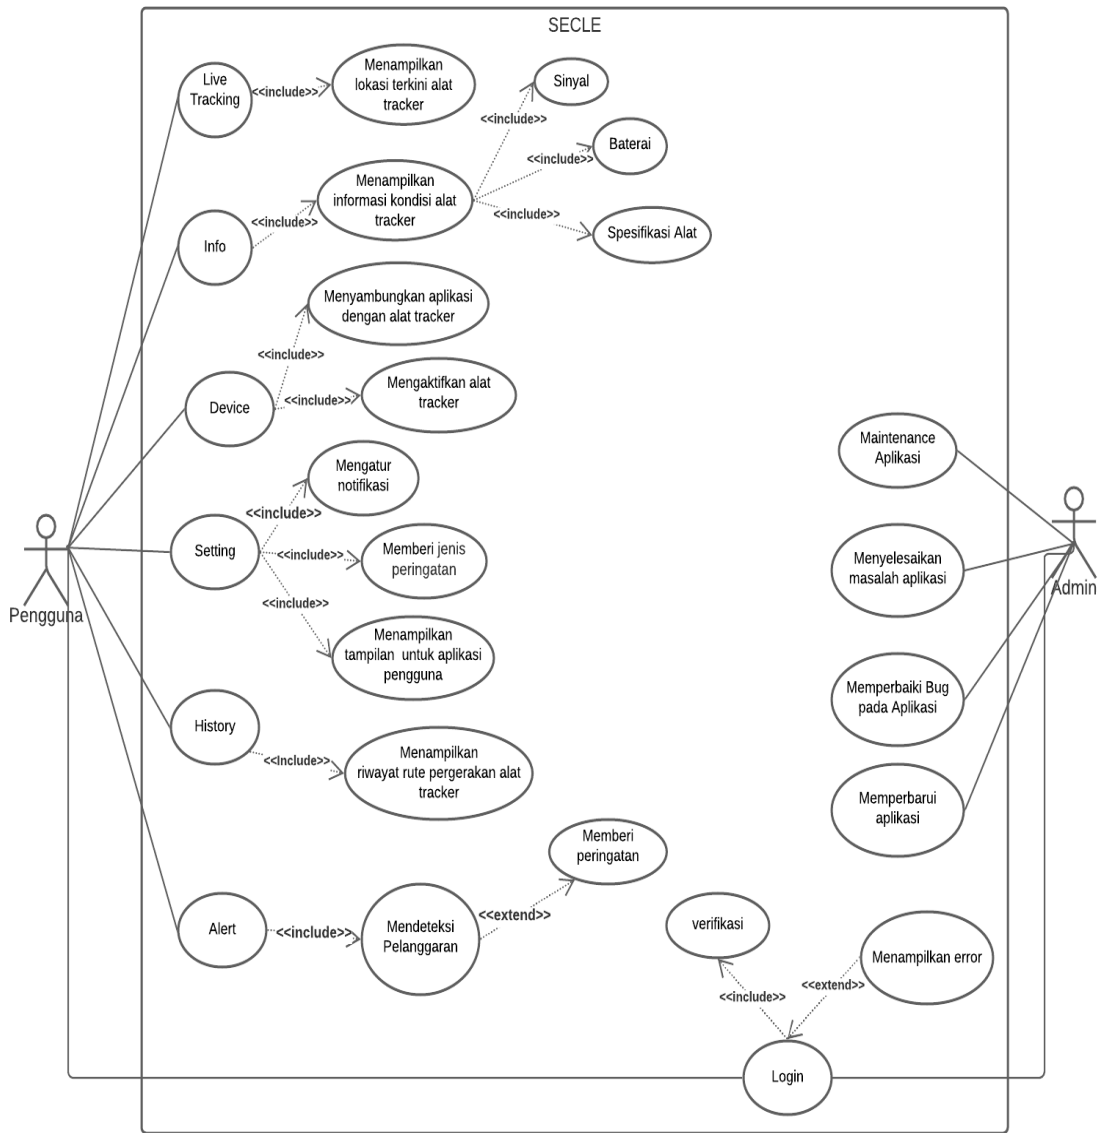 SECLE
Live
Tracking
<<include>>
Menampilkan
lokasi terkini alat
tracker
Sinyal
<<include>>
Baterai
<<include>>
Menampilkan
informasi kondisi alat
tracker
<<include>>
Info
<<include>>
Spesifikasi Alat
Menyambungkan aplikasi
dengan alat tracker
<<include>>
Device
<<include>>
Mengaktifkan alat
tracker
Mengatur
notifikasi
<<include>>
Setting
<<include>>
Memberi jenis
peringatan
<<include>>
Menampilkan
tampilan untuk aplikasi
pengguna
Pengguna
History
<<Include>>
Menampilkan
riwayat rute pergerakan alat
tracker
Alert
<<include>>
Mendeteksi
Pelanggaran
<<extend>>
Memberi
peringatan
Maintenance
Aplikasi
Menyelesaikan
masalah aplikasi
Admin
Memperbaiki Bug
pada Aplikasi
Memperbarui
aplikasi
verifikasi
<<include>>
Menampilkan error
<<extend>>
Login